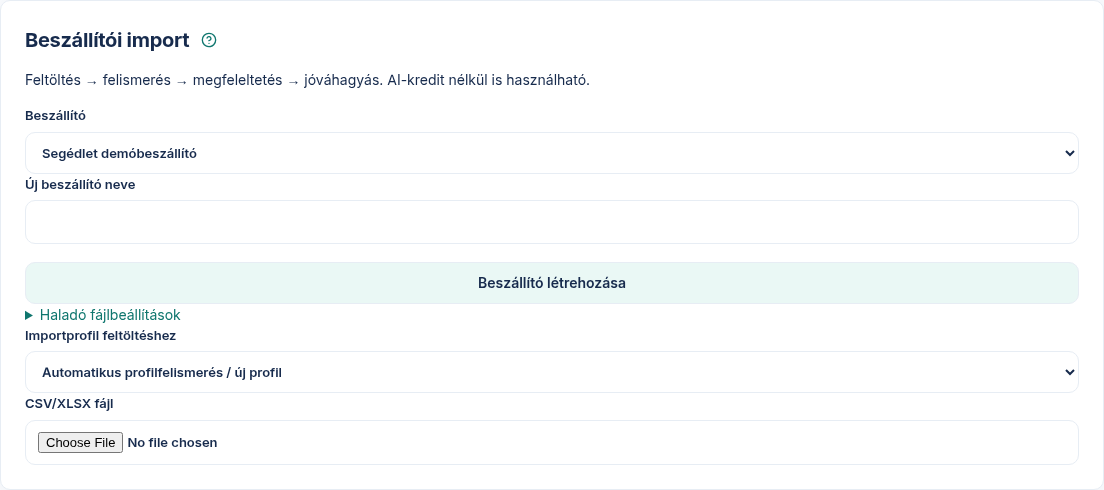 Beszállítói import
Feltöltés → felismerés → megfeleltetés → jóváhagyás. AI-kredit nélkül is használható.
Beszállító
Segédlet demóbeszállító
Új beszállító neve
Beszállító létrehozása
Haladó fájlbeállítások
Importprofil feltöltéshez
Automatikus profilfelismerés / új profil
CSV/XLSX fájl
Choose File No file chosen